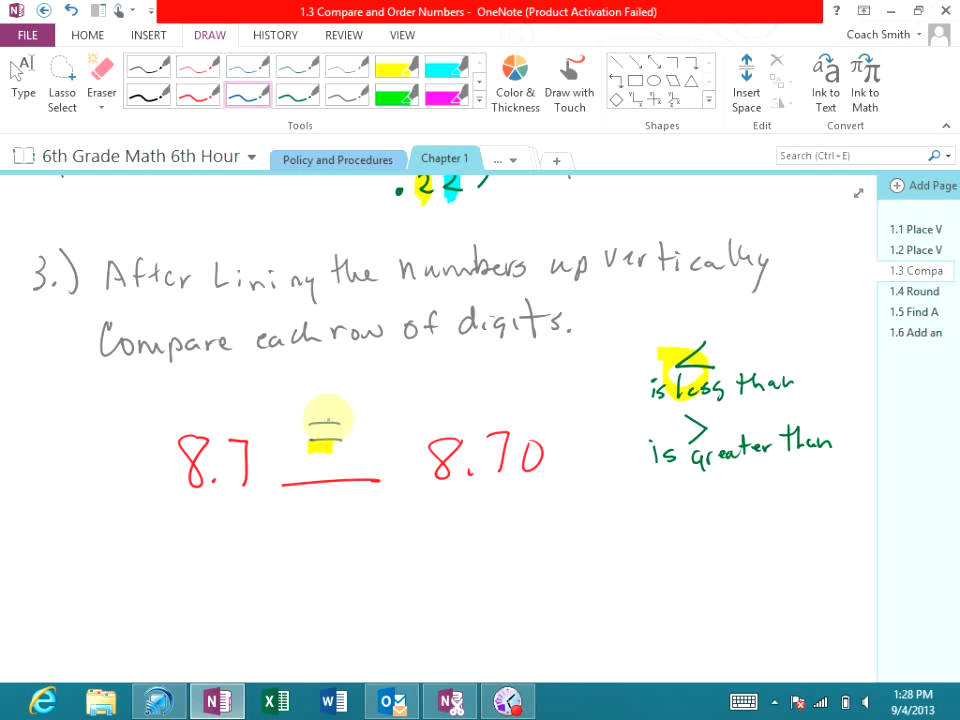 1.3 Compare and Order Numbers - OneNote (Product Activation Failed)
FILE HOME INSERT DRAW HISTORY REVIEW VIEW
Coach Smith
Type
Lasso Select
Eraser
Color & Thickness
Draw with Touch
Insert Space
Ink to Text
Ink to Math
Tools
Shapes
Edit
Convert
6th Grade Math 6th Hour
Policy and Procedures
Chapter 1
...
Search (Ctrl+E)
Add Page
1.1 Place V
1.2 Place V
1.3 Compa
1.4 Round
1.5 Find A
1.6 Add an
.22
3.) After Lining the numbers up vertically
Compare each row of digits.
<
is less than
>
is greater than
8.7 = 8.70
1:28 PM
9/4/2013